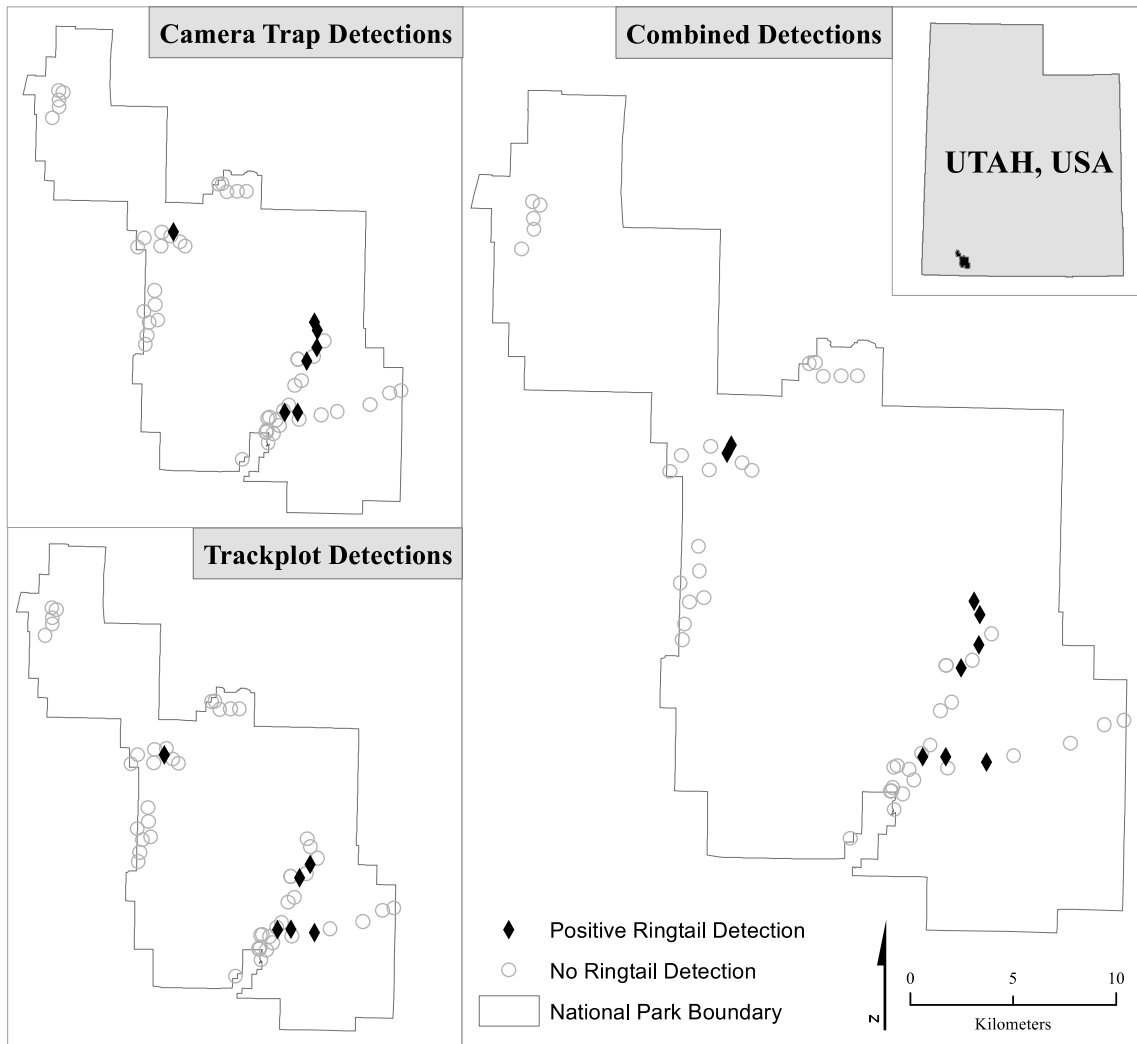 Camera Trap Detections
Combined Detections
UTAH, USA
Trackplot Detections
Positive Ringtail Detection
No Ringtail Detection
National Park Boundary
N
0 5 10
Kilometers